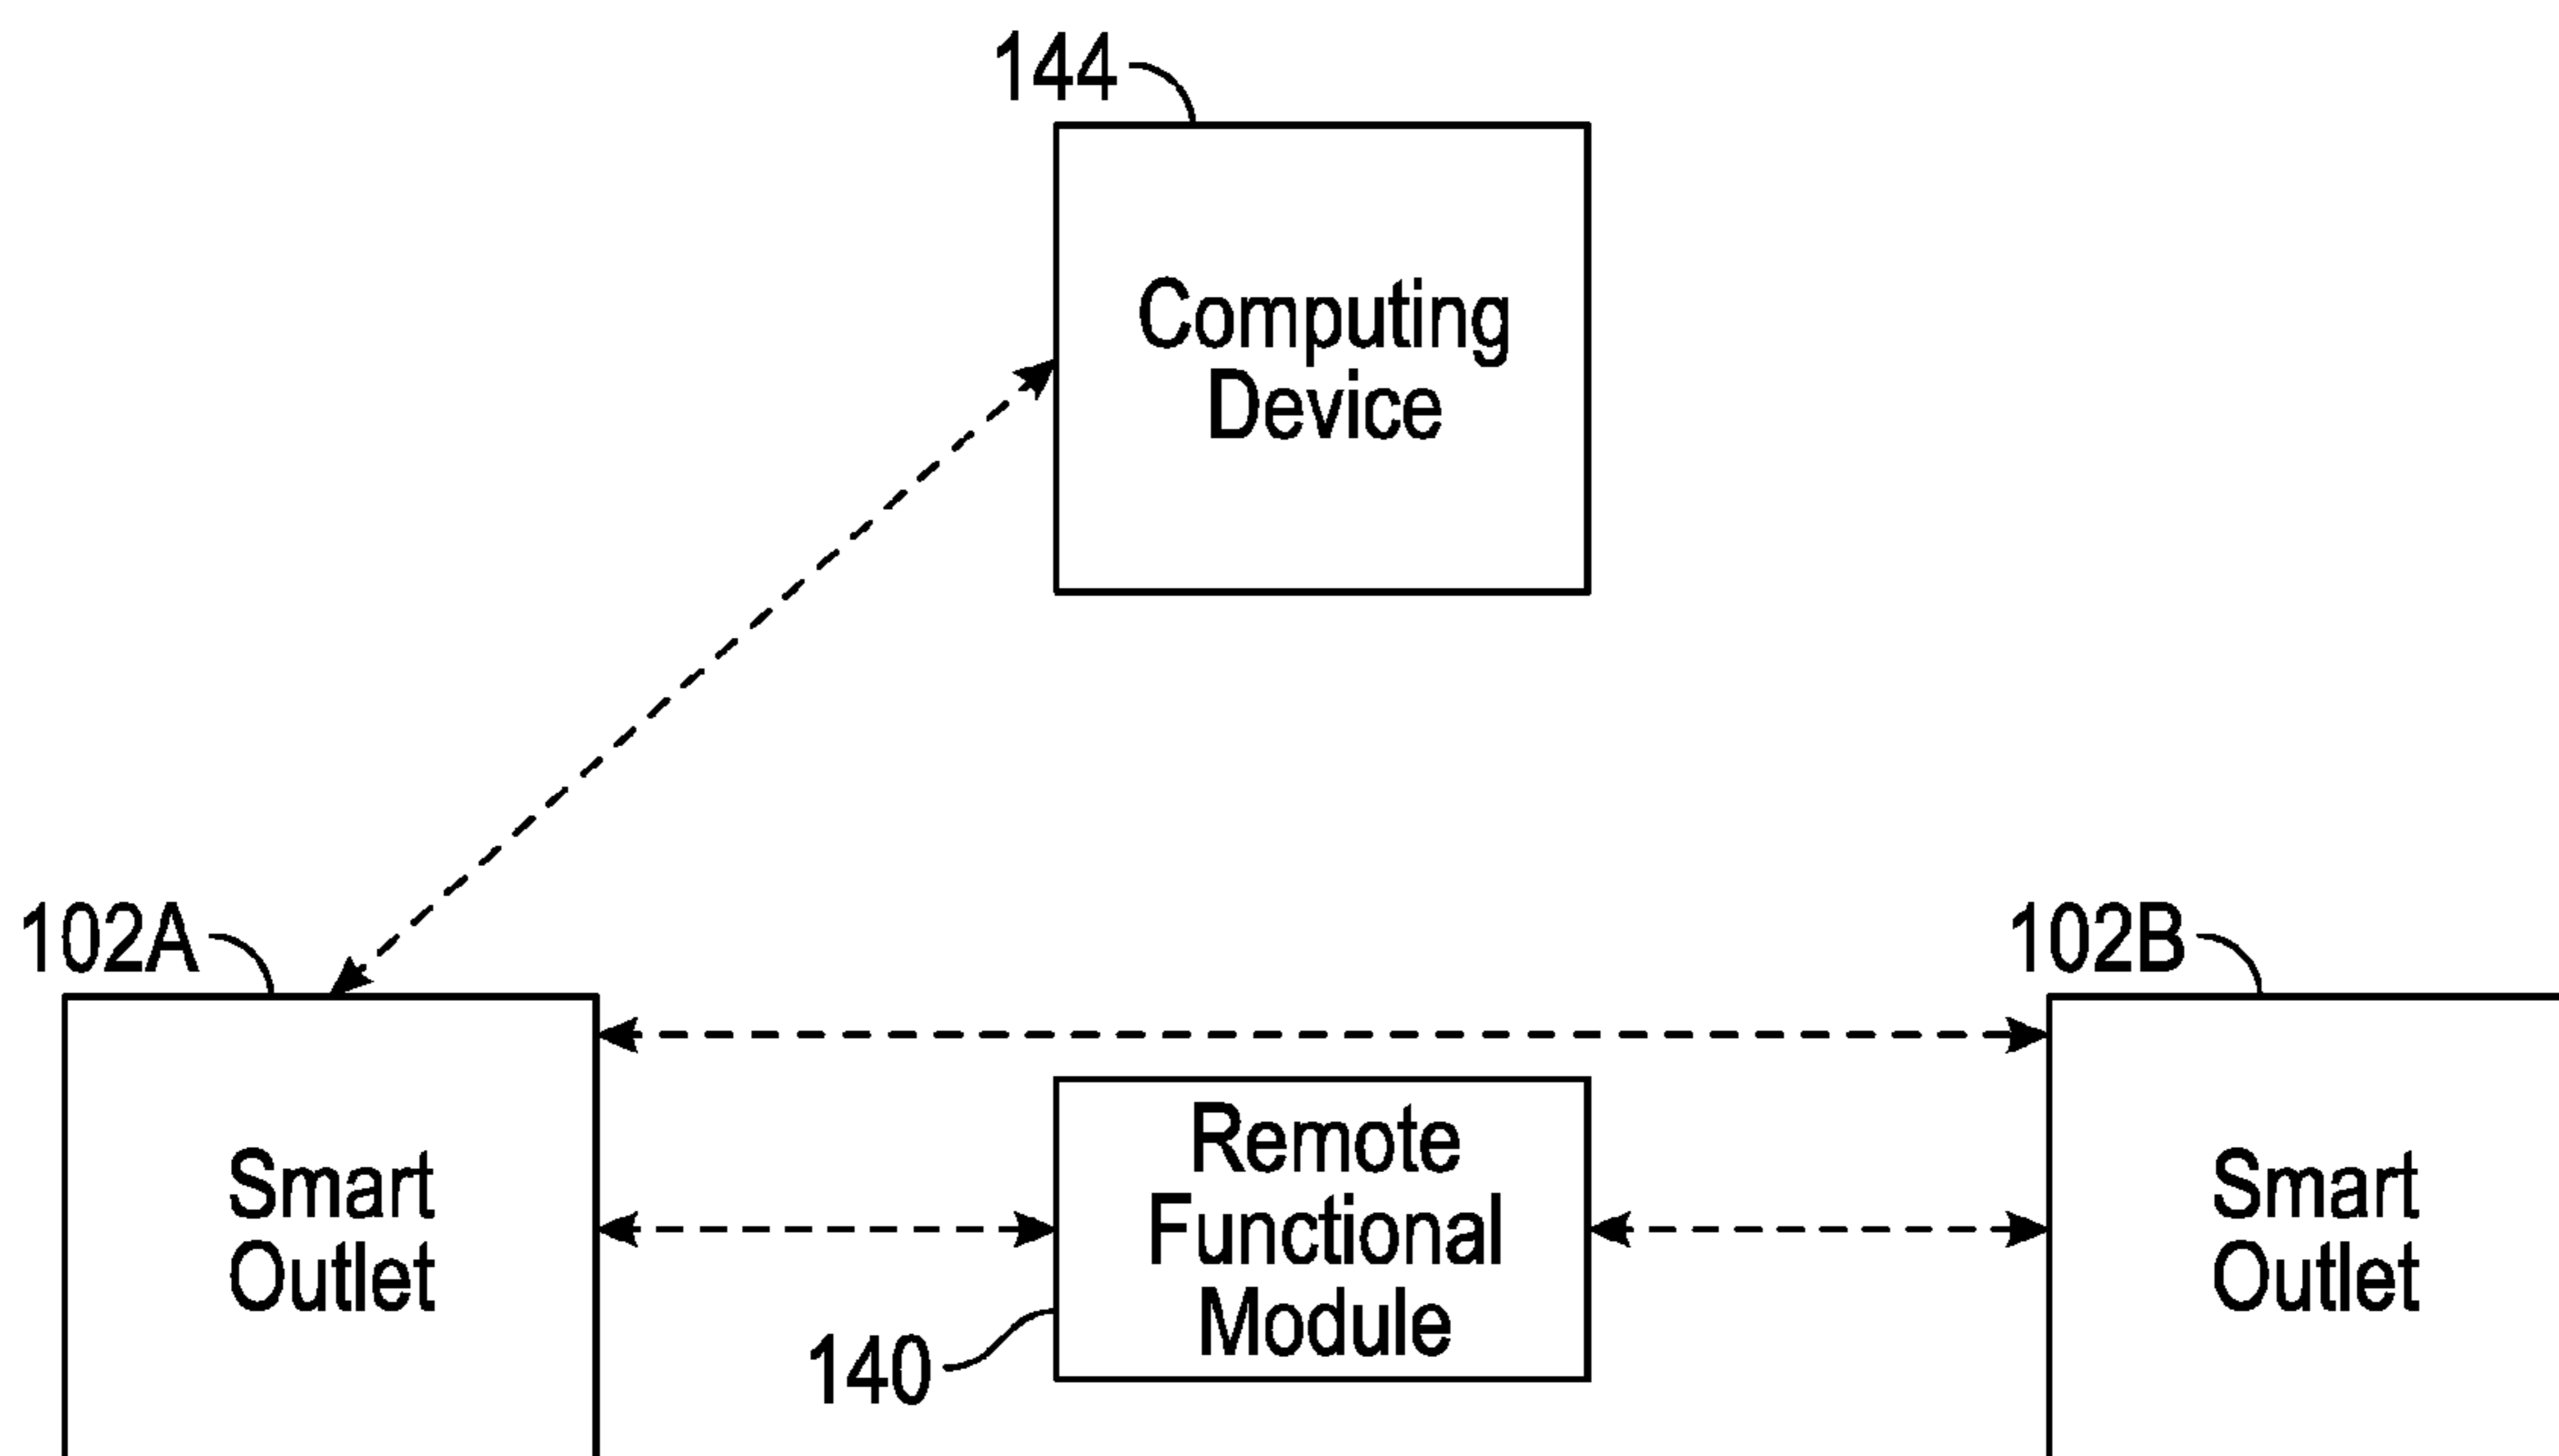 144
Computing
Device
102A
102B
Smart
Outlet
Remote
Functional
Module
140
Smart
Outlet